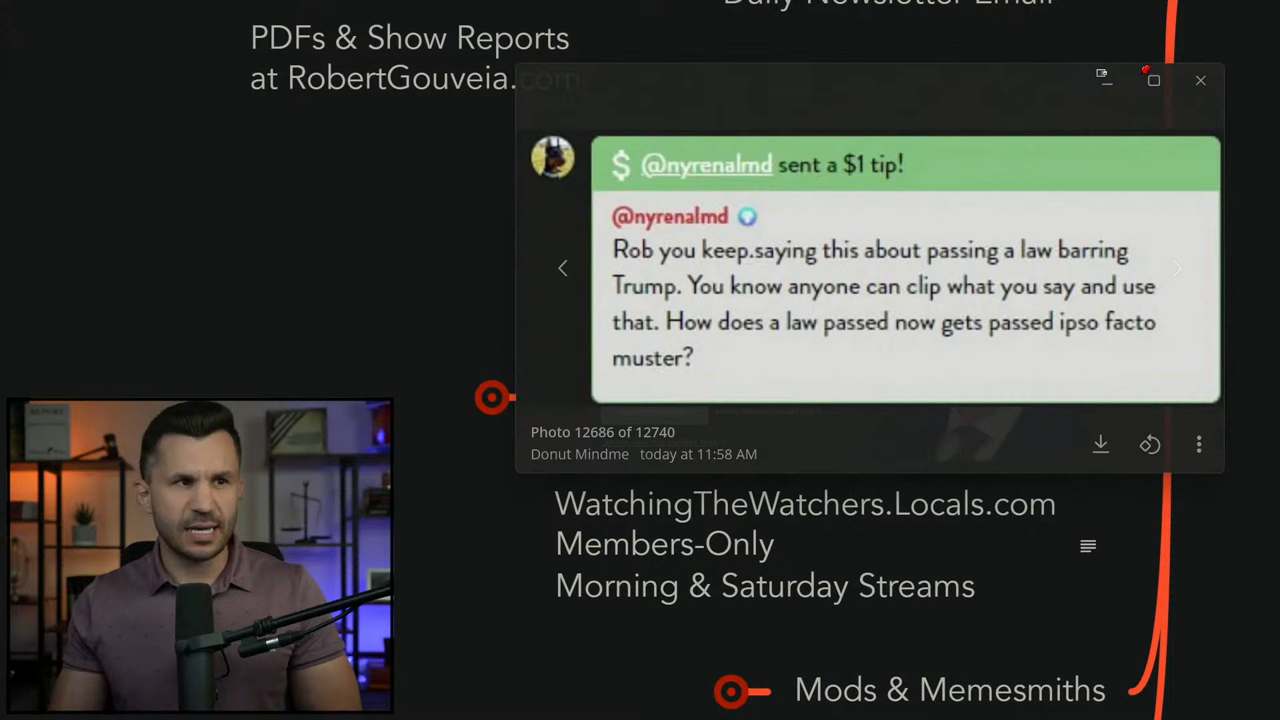 PDFs & Show Reports
at RobertGouveia.com
$ @nyrenalmd sent a $1 tip!
@nyrenalmd
Rob you keep.saying this about passing a law barring
Trump. You know anyone can clip what you say and use
that. How does a law passed now gets passed ipso facto
muster?
Photo 12686 of 12740
Donut Mindme today at 11:58 AM
WatchingTheWatchers.Locals.com
Members-Only
Morning & Saturday Streams
Mods & Memesmiths